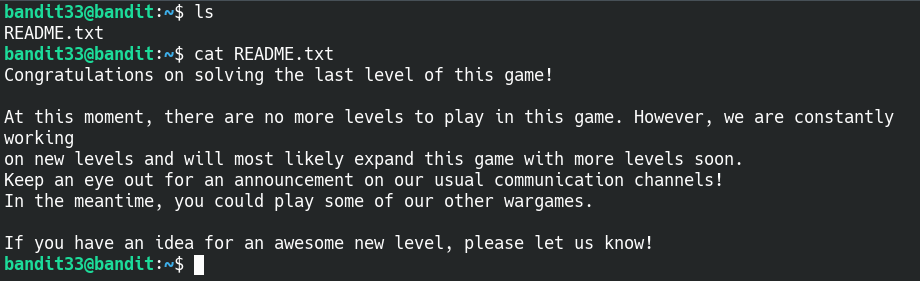 bandit33@bandit:~$ ls
README.txt
bandit33@bandit:~$ cat README.txt
Congratulations on solving the last level of this game!

At this moment, there are no more levels to play in this game. However, we are constantly
working
on new levels and will most likely expand this game with more levels soon.
Keep an eye out for an announcement on our usual communication channels!
In the meantime, you could play some of our other wargames.

If you have an idea for an awesome new level, please let us know!
bandit33@bandit:~$